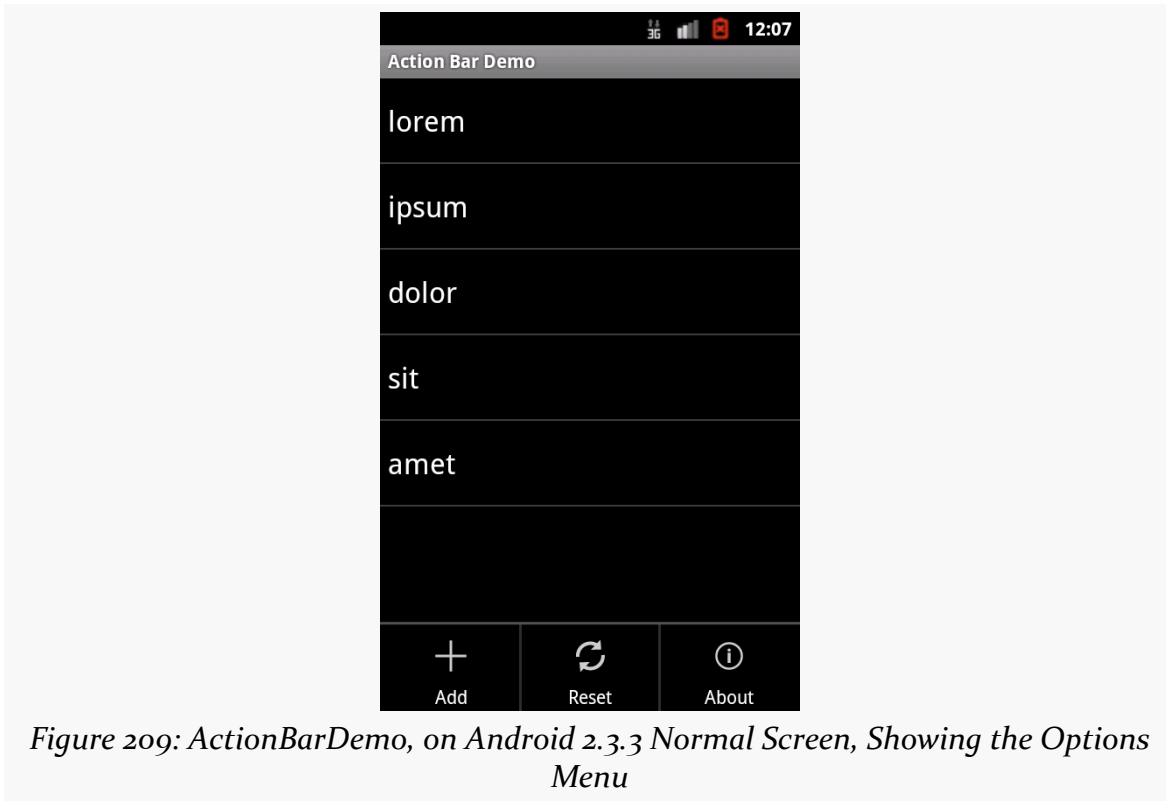 3G 12:07
Action Bar Demo
lorem
ipsum
dolor
sit
amet
Add Reset About
Figure 209: ActionBarDemo, on Android 2.3.3 Normal Screen, Showing the Options
Menu